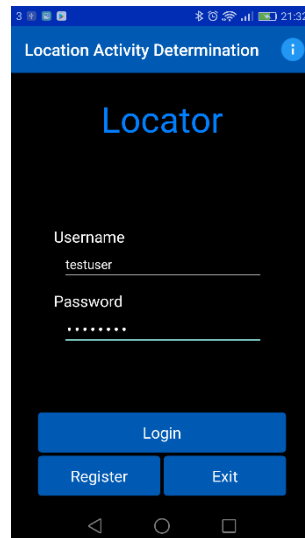 3 21:32
Location Activity Determination i
Locator
Username
testuser
Password
••••••••
Login
Register Exit